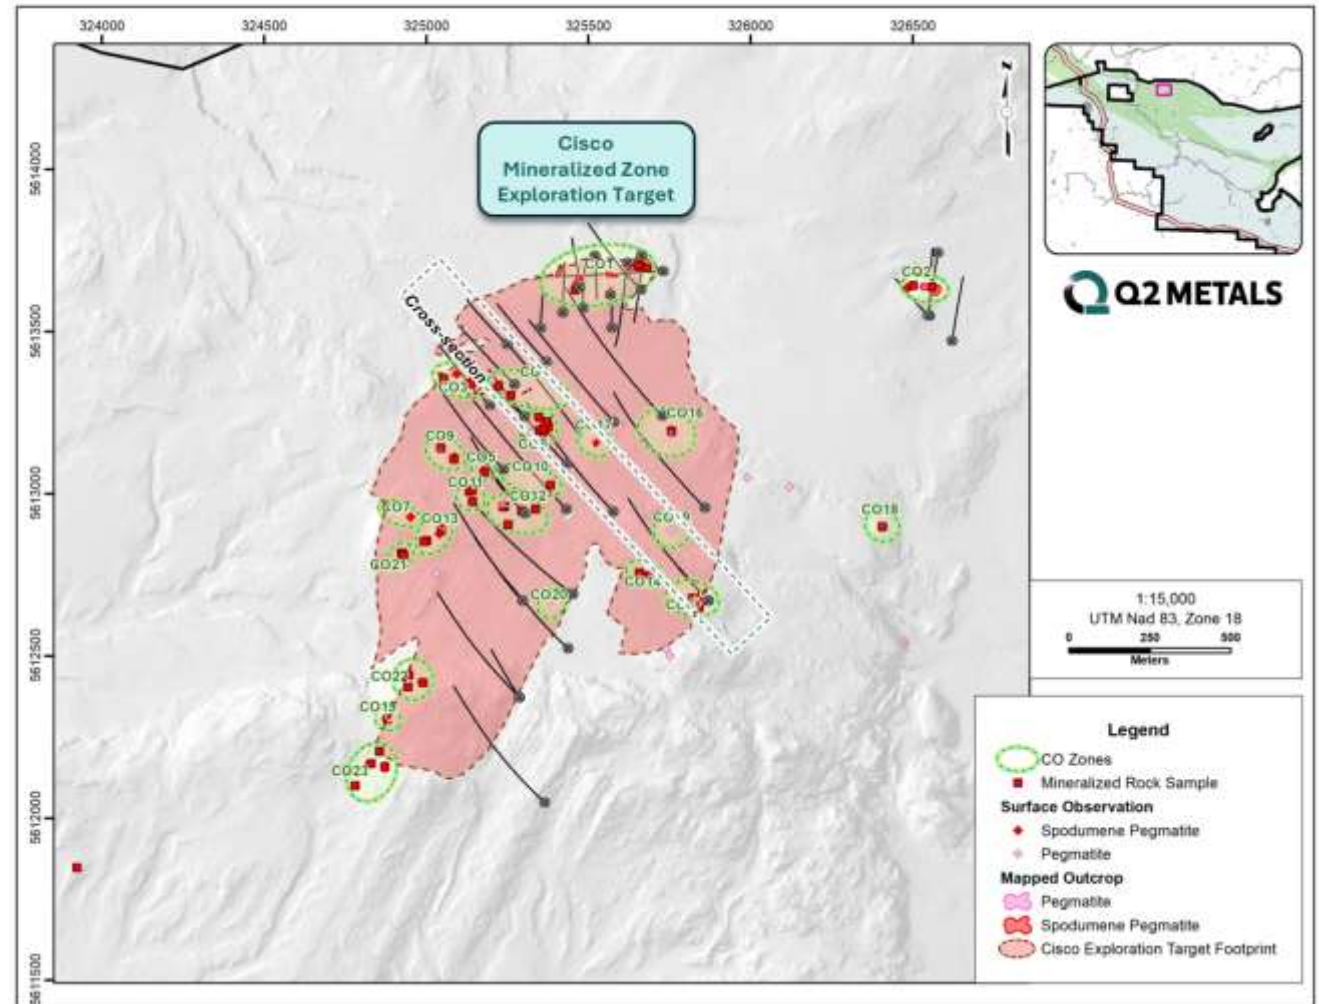 324000 324500 325000 325500 326000 326500
5614000
5613500
5613000
5612500
5612000
5611500
Cisco
Mineralized Zone
Exploration Target
Cross-section
N
CO1
CO2
CO9
CO5
CO10
CO11
CO12
CO16
CO7
CO13
CO21
CO14
CO18
CO20
CO22
CO15
CO23
Q2 METALS
1:15,000
UTM Nad 83, Zone 18
0 250 500
Meters
Legend
CO Zones
Mineralized Rock Sample
Surface Observation
Spodumene Pegmatite
Pegmatite
Mapped Outcrop
Pegmatite
Spodumene Pegmatite
Cisco Exploration Target Footprint